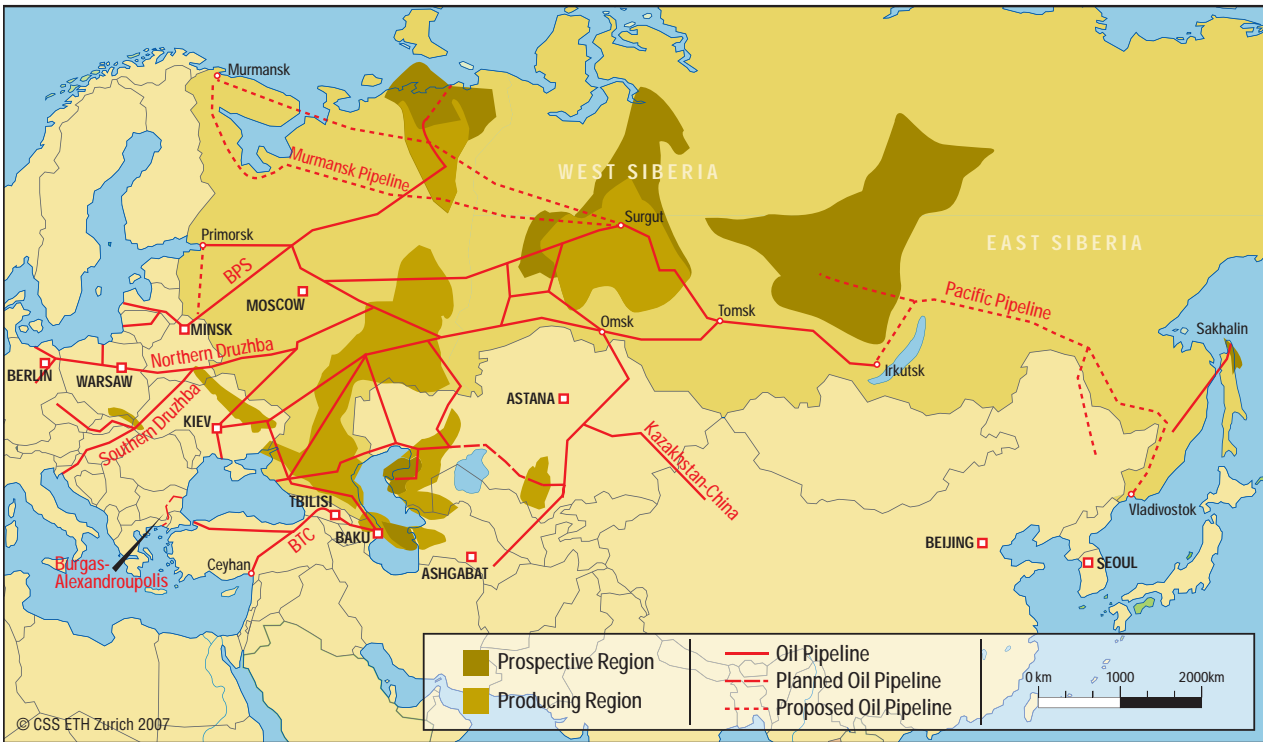 Murmansk
Murmansk Pipeline
WEST SIBERIA
Surgut
EAST SIBERIA
Primorsk
BPS
MOSCOW
Pacific Pipeline
Tomsk
Omsk
Sakhalin
MINSK
Northern Druzhba
BERLIN
WARSAW
Irkutsk
ASTANA
KIEV
Southern Druzhba
Kazakhstan-China
TBILISI
BAKU
BTC
Vladivostok
BEIJING
SEOUL
Burgas-
Alexandroupolis
Ceyhan
ASHGABAT
Prospective Region
Producing Region
Oil Pipeline
Planned Oil Pipeline
Proposed Oil Pipeline
0 km 1000 2000km
© CSS ETH Zurich 2007